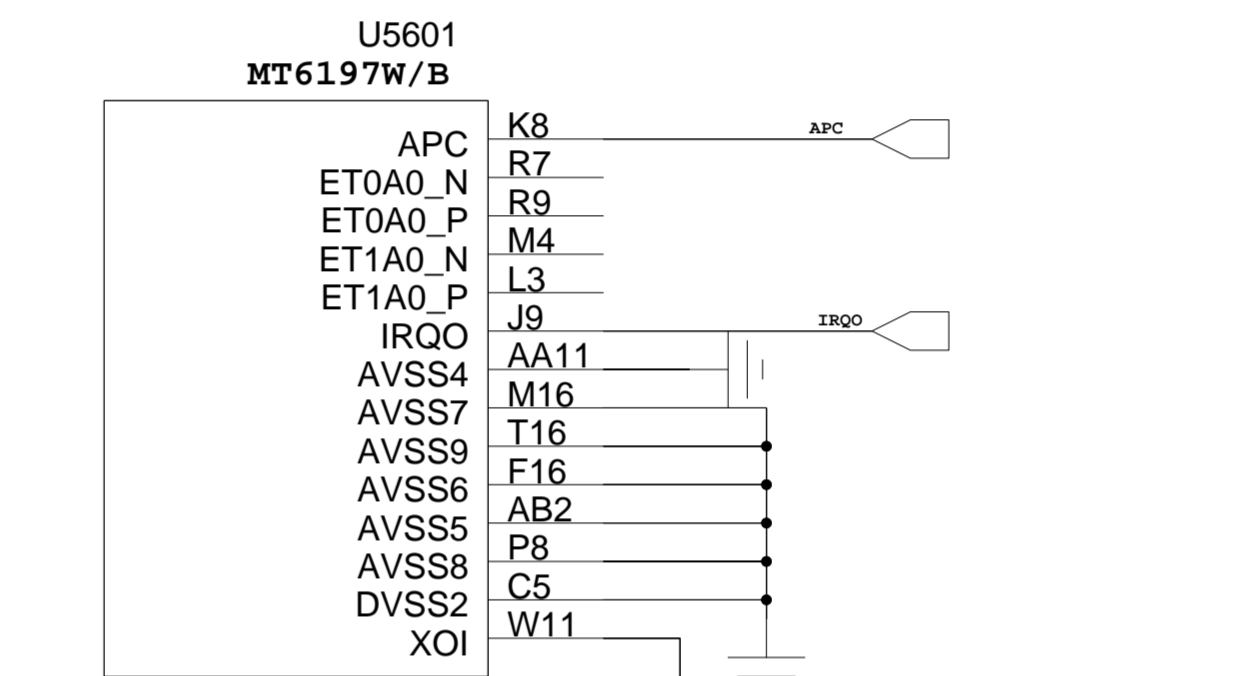 U5601
MT6197W/B
APC K8 APC
ET0A0_N R7
ET0A0_P R9
ET1A0_N M4
ET1A0_P L3
IRQO J9 IRQO
AVSS4 AA11
AVSS7 M16
AVSS9 T16
AVSS6 F16
AVSS5 AB2
AVSS8 P8
DVSS2 C5
XOI W11